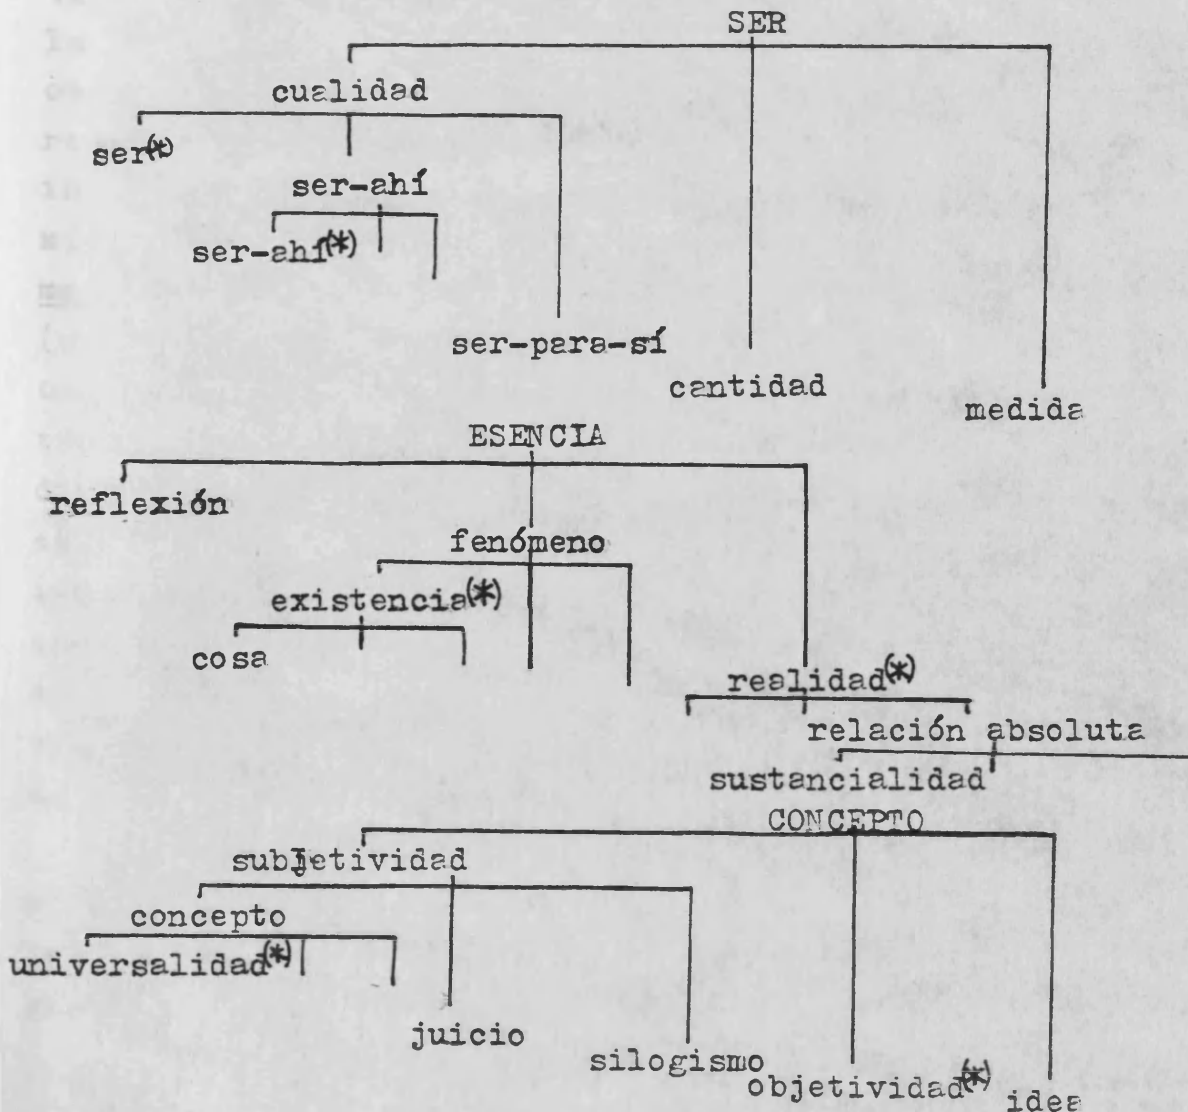 SER
cualidad
ser(*)
ser-ahí
ser-ahí(*)
ser-para-sí
cantidad
medida
ESENCIA
reflexión
fenómeno
existencia(*)
cosa
realidad(*)
relación absoluta
sustancialidad
CONCEPTO
subjetividad
concepto
universalidad(*)
juicio
silogismo
objetividad(*)
idea